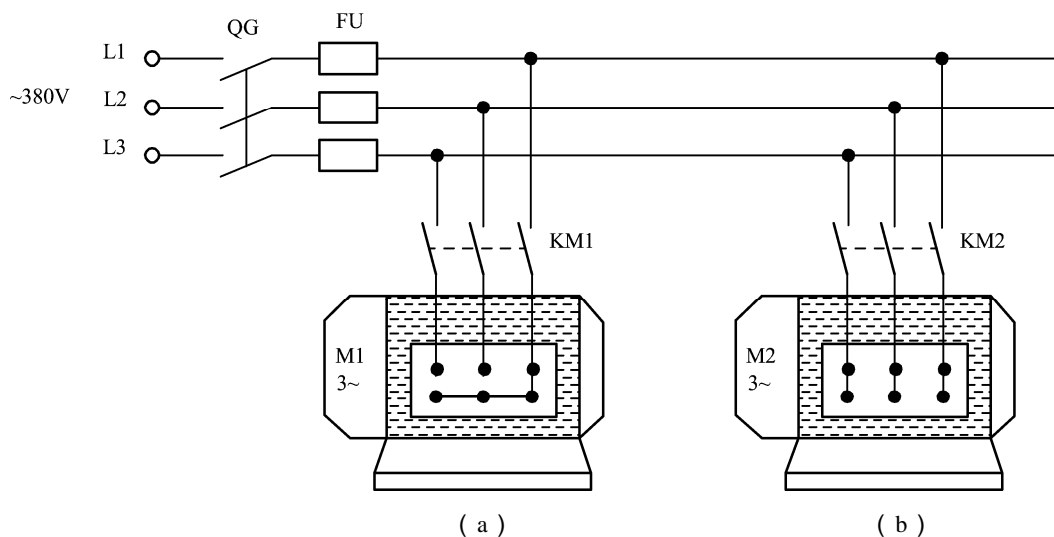 QG
FU
L1
~380V
L2
L3
KM1
KM2
M1
3~
M2
3~
( a )
( b )